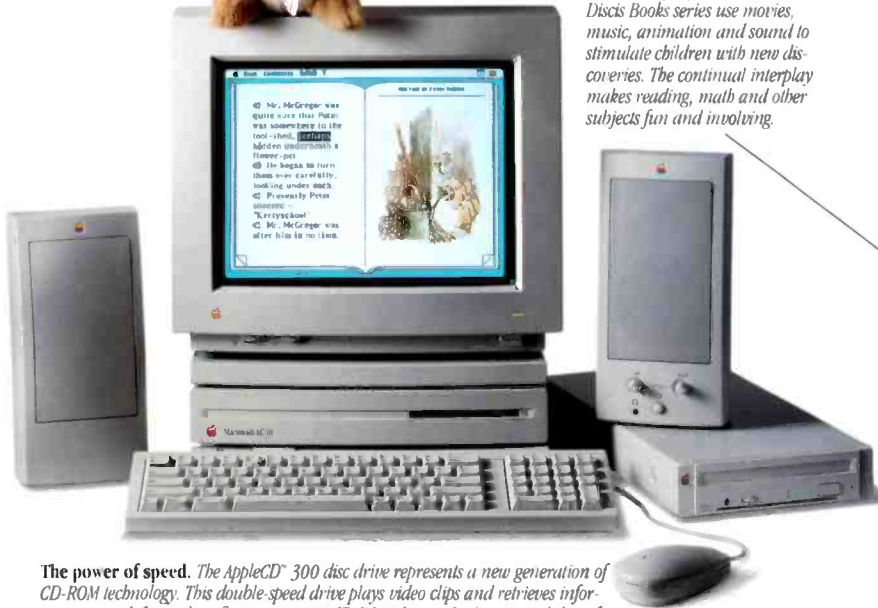 Discis Books series use movies,
music, animation and sound to
stimulate children with new dis-
coveries. The continual interplay
makes reading, math and other
subjects fun and involving.
Mr. McGregor was
quite sure that Peter
was somewhere in the
tool-shed, perhaps
hidden underneath a
flower-pot.
He began to turn
them over carefully,
looking under each.
Presently Peter
sneezed –
"Kertyschoo!"
Mr. McGregor was
after him in no time.
Macintosh LC III
The power of speed. The AppleCD™ 300 disc drive represents a new generation of
CD-ROM technology. This double-speed drive plays video clips and retrieves infor-